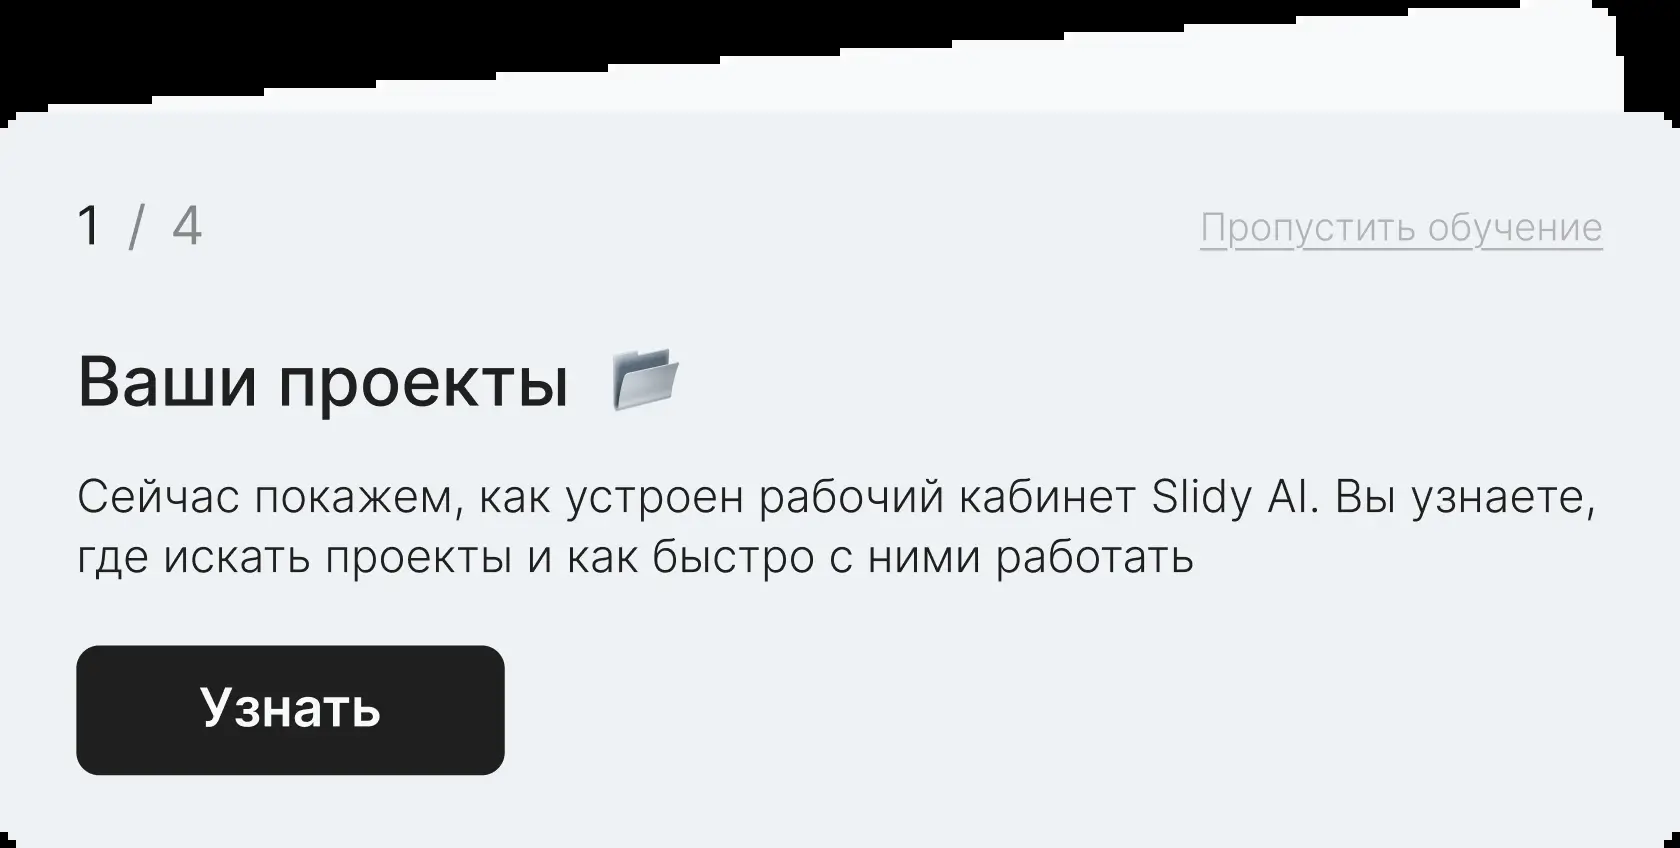 1 / 4
Пропустить обучение
Ваши проекты
Сейчас покажем, как устроен рабочий кабинет Slidy AI. Вы узнаете,
где искать проекты и как быстро с ними работать
Узнать